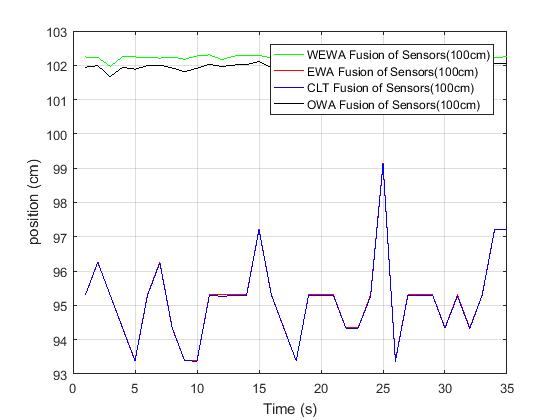 103
102
101
100
99
98
97
96
95
94
93
position (cm)
WEWA Fusion of Sensors(100cm)
EWA Fusion of Sensors(100cm)
CLT Fusion of Sensors(100cm)
OWA Fusion of Sensors(100cm)
0 5 10 15 20 25 30 35
Time (s)